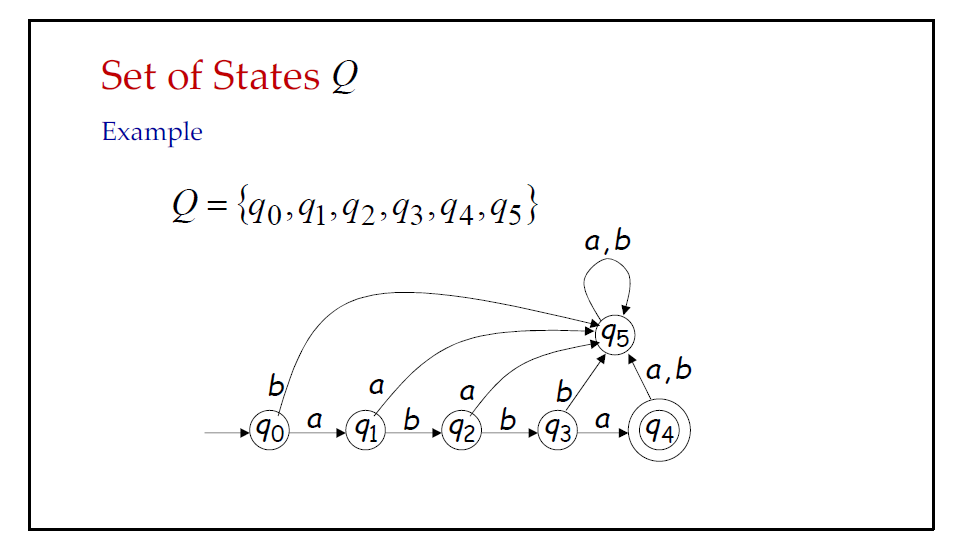 Set of States Q
Example
Q = {q0, q1, q2, q3, q4, q5}
a,b
q5
b
a
a
b
a,b
q0
a
q1
b
q2
b
q3
a
q4